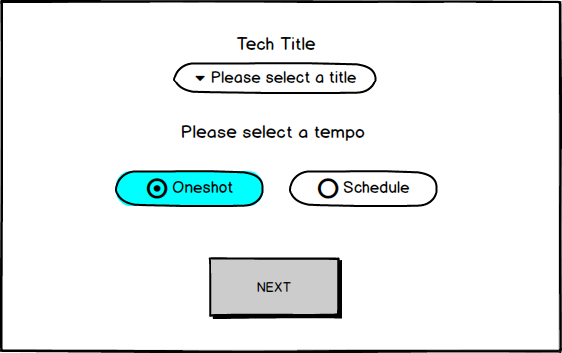 Tech Title
Please select a title
Please select a tempo
Oneshot Schedule
NEXT